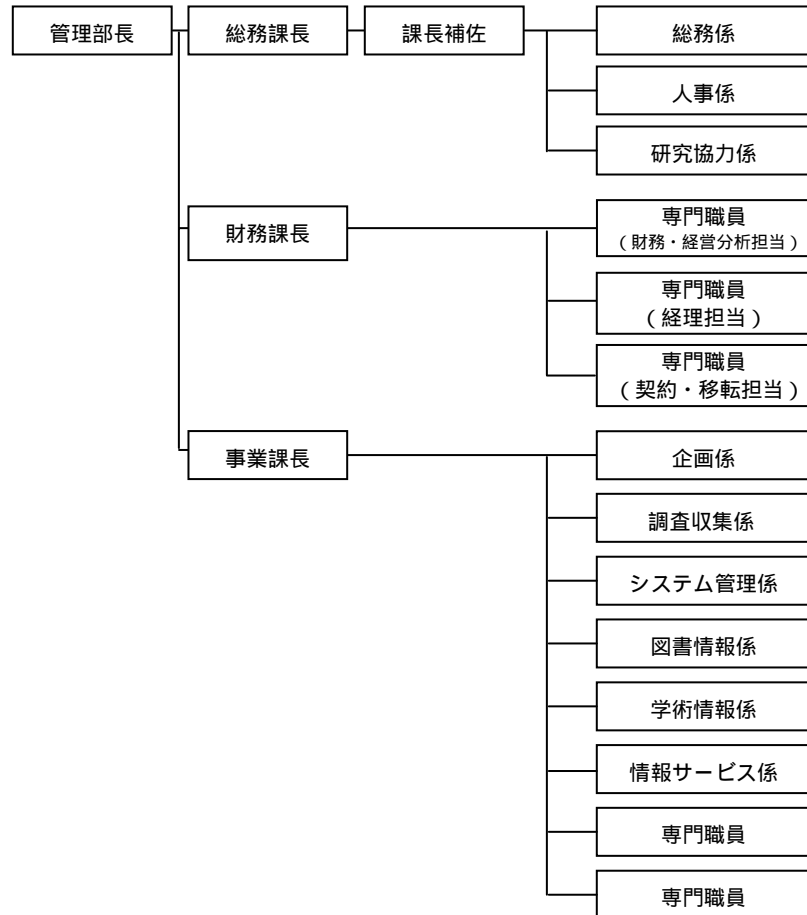 管理部長
総務課長
課長補佐
総務係
人事係
研究協力係
財務課長
専門職員
（財務・経営分析担当）
専門職員
（経理担当）
専門職員
（契約・移転担当）
事業課長
企画係
調査収集係
システム管理係
図書情報係
学術情報係
情報サービス係
専門職員
専門職員